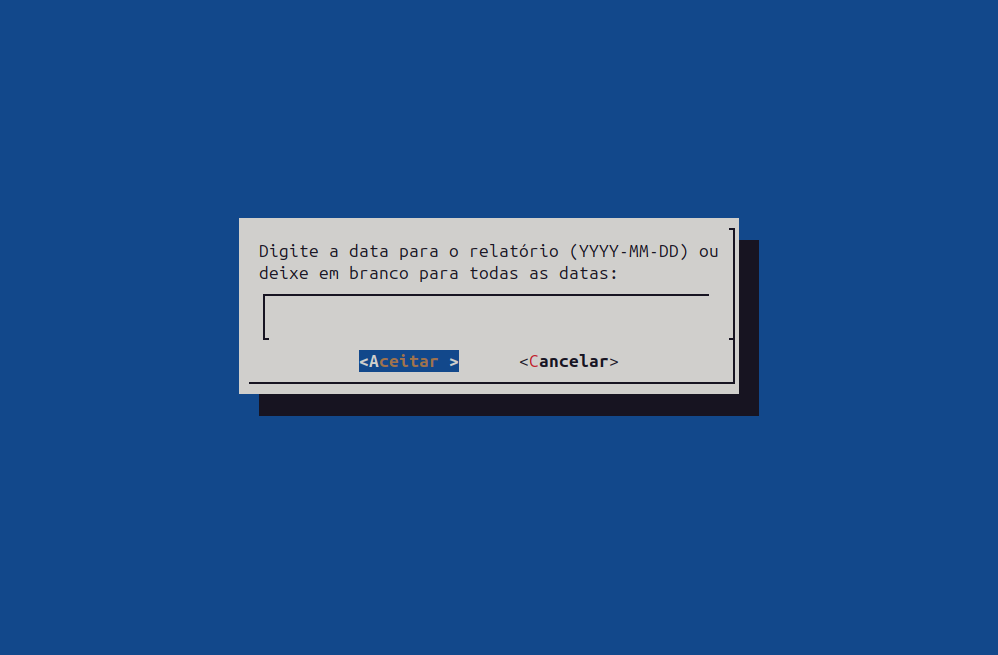 Digite a data para o relatório (YYYY-MM-DD) ou
deixe em branco para todas as datas:
<Aceitar > <Cancelar>